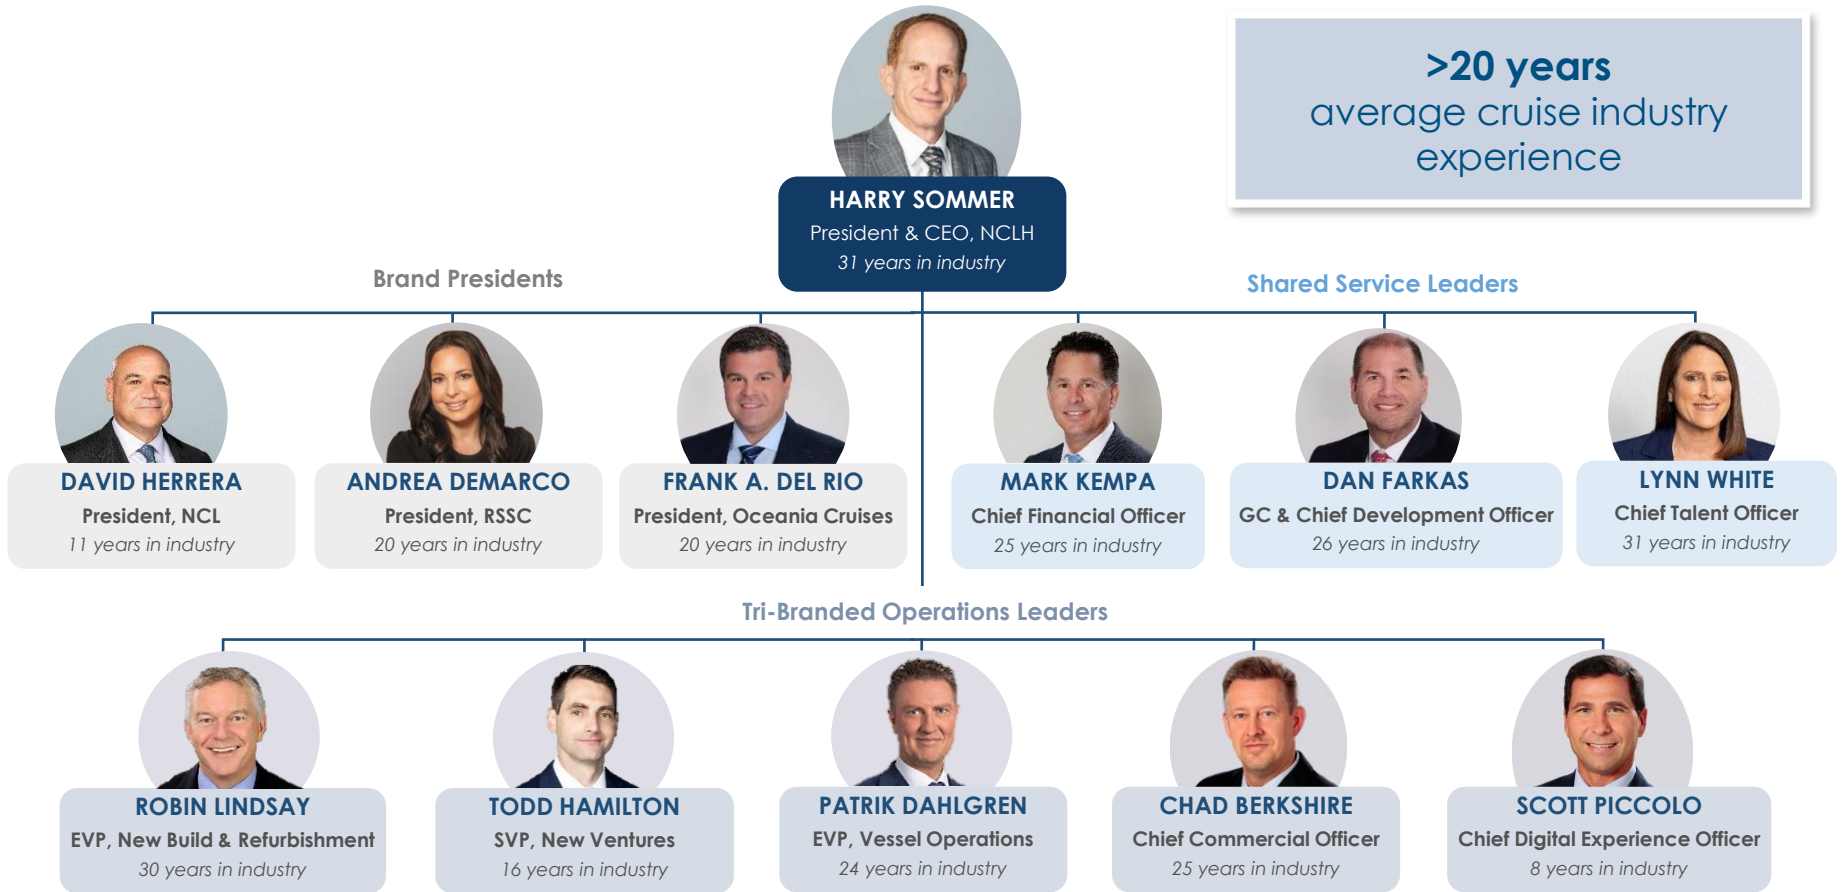 >20 years
average cruise industry
experience
HARRY SOMMER
President & CEO, NCLH
31 years in industry
Brand Presidents
Shared Service Leaders
DAVID HERRERA
President, NCL
11 years in industry
ANDREA DEMARCO
President, RSSC
20 years in industry
FRANK A. DEL RIO
President, Oceania Cruises
20 years in industry
MARK KEMPA
Chief Financial Officer
25 years in industry
DAN FARKAS
GC & Chief Development Officer
26 years in industry
LYNN WHITE
Chief Talent Officer
31 years in industry
Tri-Branded Operations Leaders
ROBIN LINDSAY
EVP, New Build & Refurbishment
30 years in industry
TODD HAMILTON
SVP, New Ventures
16 years in industry
PATRIK DAHLGREN
EVP, Vessel Operations
24 years in industry
CHAD BERKSHIRE
Chief Commercial Officer
25 years in industry
SCOTT PICCOLO
Chief Digital Experience Officer
8 years in industry